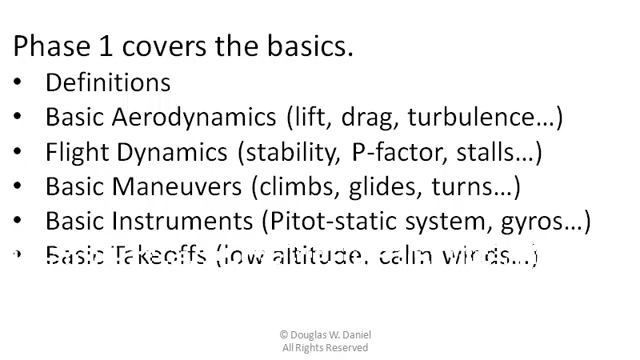 Phase 1 covers the basics.
• Definitions
• Basic Aerodynamics (lift, drag, turbulence…)
• Flight Dynamics (stability, P-factor, stalls…)
• Basic Maneuvers (climbs, glides, turns…)
• Basic Instruments (Pitot-static system, gyros…)
• Basic Takeoffs (low altitude, calm winds…)
© Douglas W. Daniel
All Rights Reserved